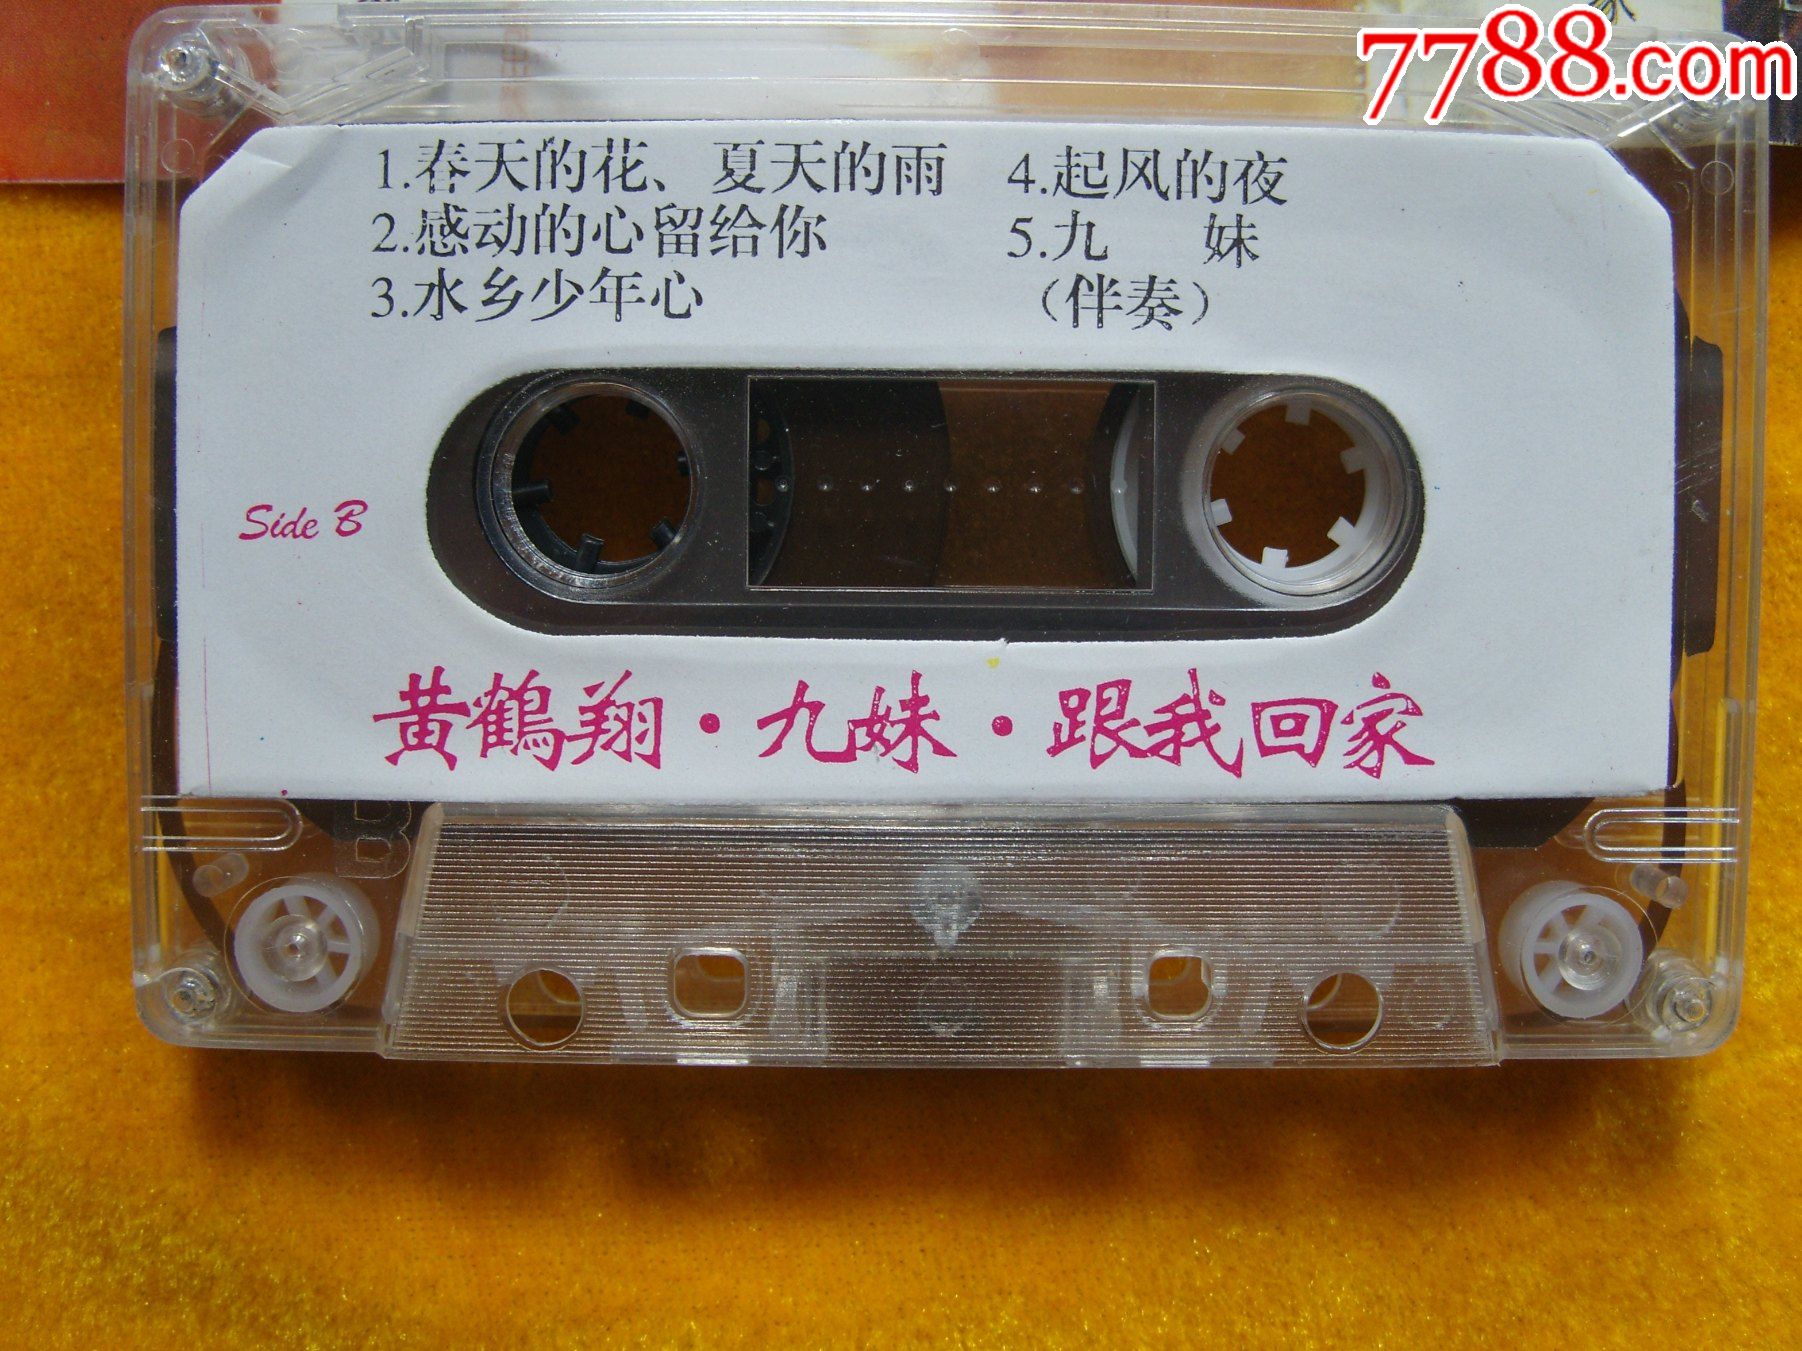 7788.com
1.春天的花、夏天的雨
2.感动的心留给你
3.水乡少年心
4.起风的夜
5.九 妹
(伴奏)
Side B
黄鶴翔·九妹·跟我回家